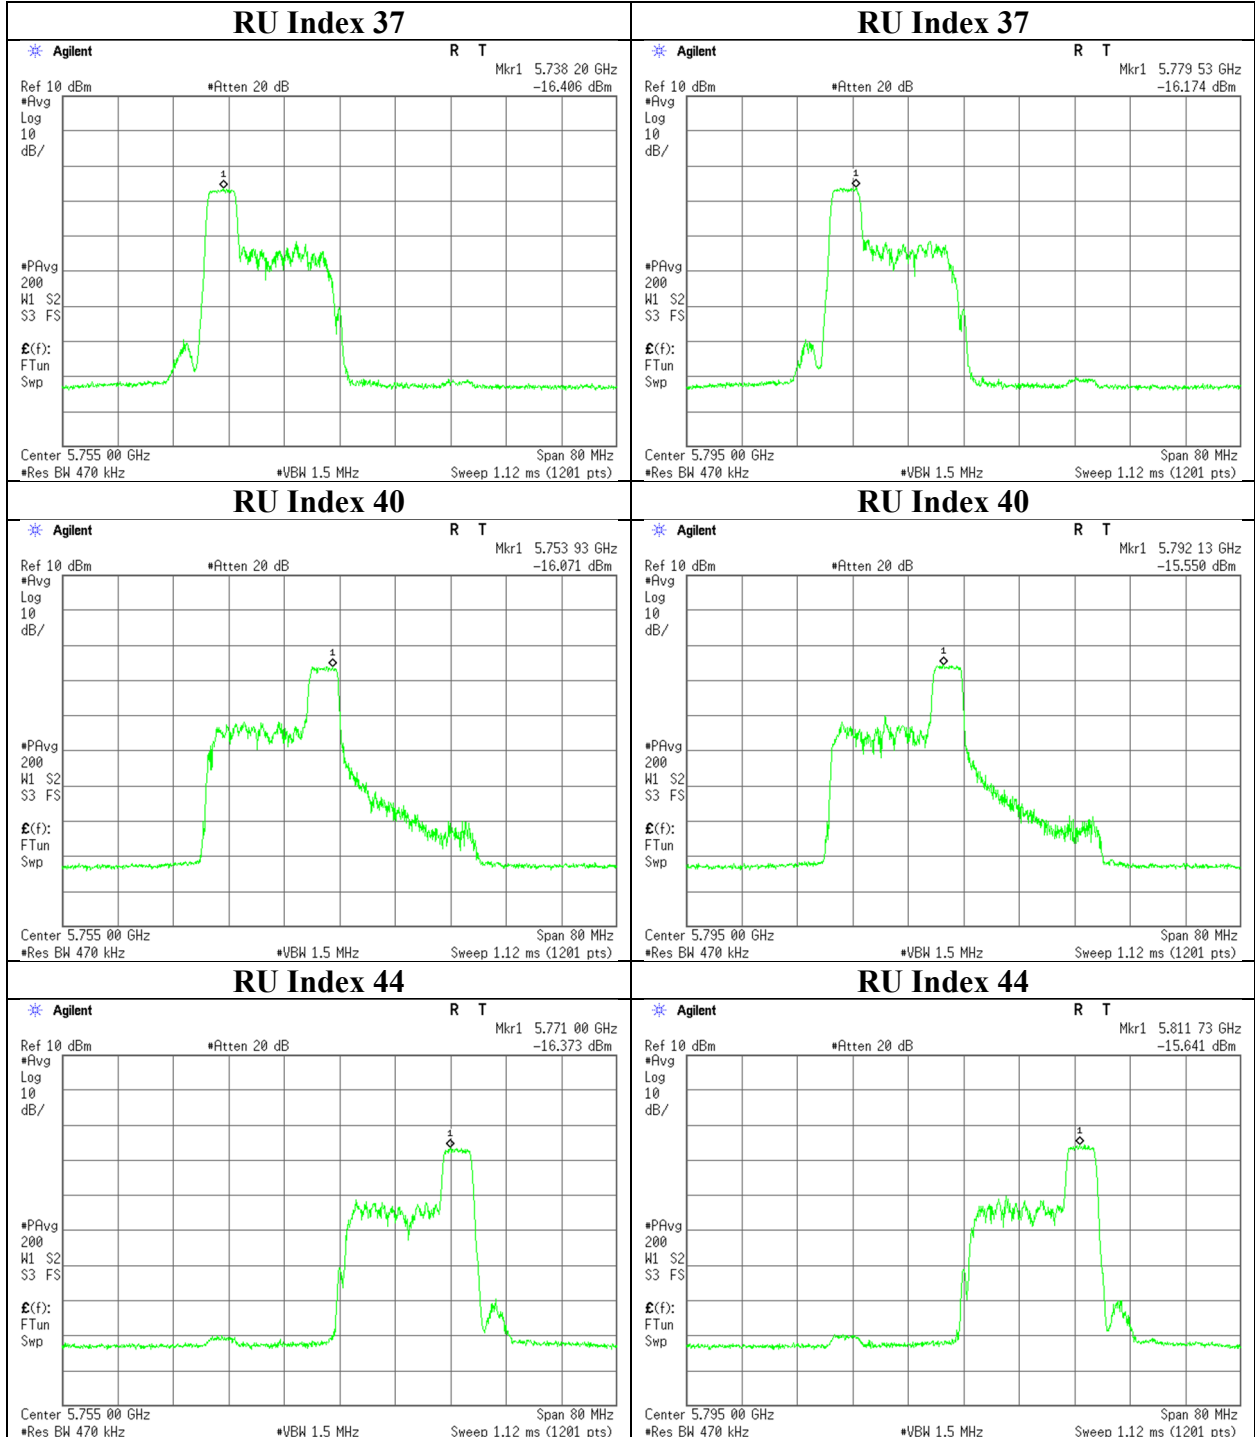 RU Index 37
Agilent
R T
Mkr1 5.738 20 GHz
Ref 10 dBm #Atten 20 dB -16.406 dBm
#Avg
Log
10
dB/
1
#PAvg
200
W1 S2
S3 FS
£(f):
FTun
Swp
Center 5.755 00 GHz Span 80 MHz
#Res BW 470 kHz #VBW 1.5 MHz Sweep 1.12 ms (1201 pts)
RU Index 37
Agilent
R T
Mkr1 5.779 53 GHz
Ref 10 dBm #Atten 20 dB -16.174 dBm
#Avg
Log
10
dB/
1
#PAvg
200
W1 S2
S3 FS
£(f):
FTun
Swp
Center 5.795 00 GHz Span 80 MHz
#Res BW 470 kHz #VBW 1.5 MHz Sweep 1.12 ms (1201 pts)
RU Index 40
Agilent
R T
Mkr1 5.753 93 GHz
Ref 10 dBm #Atten 20 dB -16.071 dBm
#Avg
Log
10
dB/
1
#PAvg
200
W1 S2
S3 FS
£(f):
FTun
Swp
Center 5.755 00 GHz Span 80 MHz
#Res BW 470 kHz #VBW 1.5 MHz Sweep 1.12 ms (1201 pts)
RU Index 40
Agilent
R T
Mkr1 5.792 13 GHz
Ref 10 dBm #Atten 20 dB -15.550 dBm
#Avg
Log
10
dB/
1
#PAvg
200
W1 S2
S3 FS
£(f):
FTun
Swp
Center 5.795 00 GHz Span 80 MHz
#Res BW 470 kHz #VBW 1.5 MHz Sweep 1.12 ms (1201 pts)
RU Index 44
Agilent
R T
Mkr1 5.771 00 GHz
Ref 10 dBm #Atten 20 dB -16.373 dBm
#Avg
Log
10
dB/
1
#PAvg
200
W1 S2
S3 FS
£(f):
FTun
Swp
Center 5.755 00 GHz Span 80 MHz
#Res BW 470 kHz #VBW 1.5 MHz Sweep 1.12 ms (1201 pts)
RU Index 44
Agilent
R T
Mkr1 5.811 73 GHz
Ref 10 dBm #Atten 20 dB -15.641 dBm
#Avg
Log
10
dB/
1
#PAvg
200
W1 S2
S3 FS
£(f):
FTun
Swp
Center 5.795 00 GHz Span 80 MHz
#Res BW 470 kHz #VBW 1.5 MHz Sweep 1.12 ms (1201 pts)